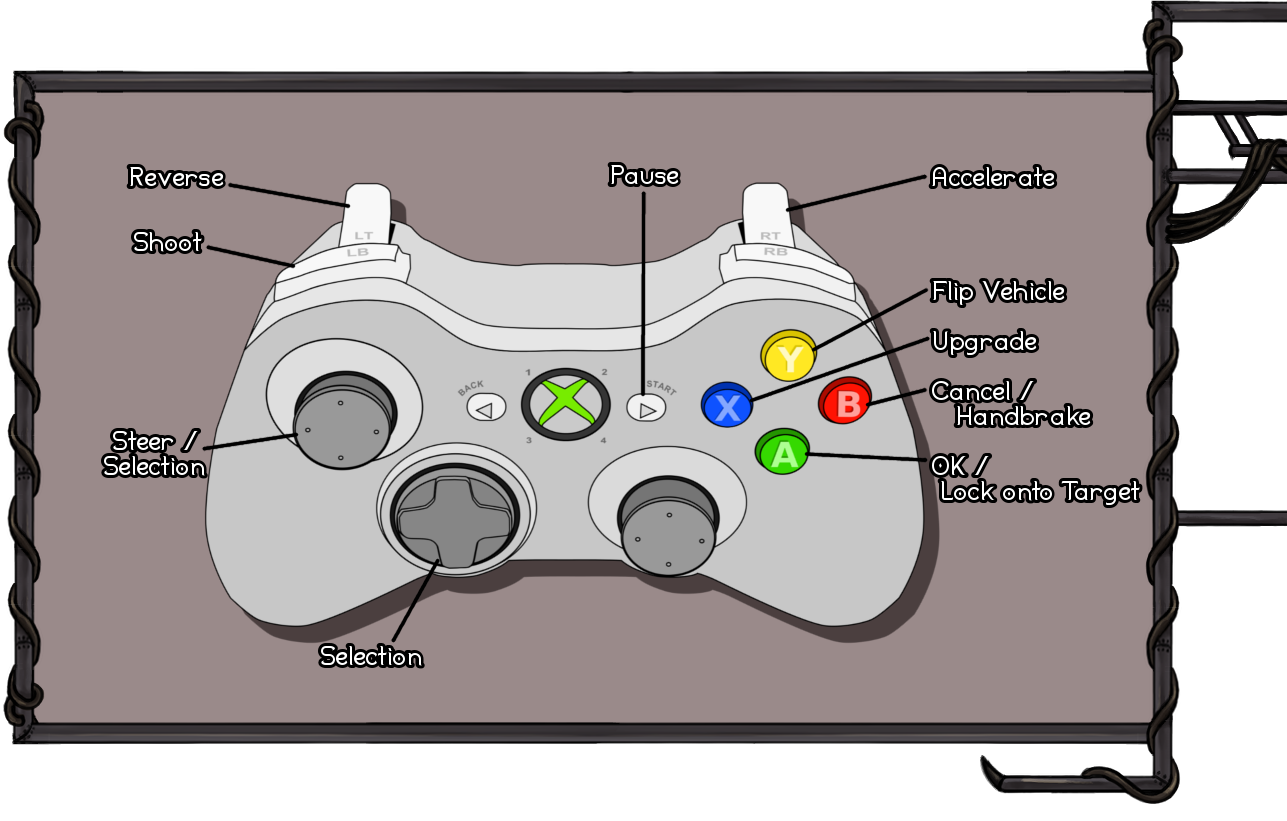 Reverse
Pause
Accelerate
Shoot
LT
LB
RT
RB
Flip Vehicle
Y
Upgrade
1
2
BACK
START
X
B
Cancel /
Handbrake
3
4
Steer /
Selection
A
OK /
Lock onto Target
Selection